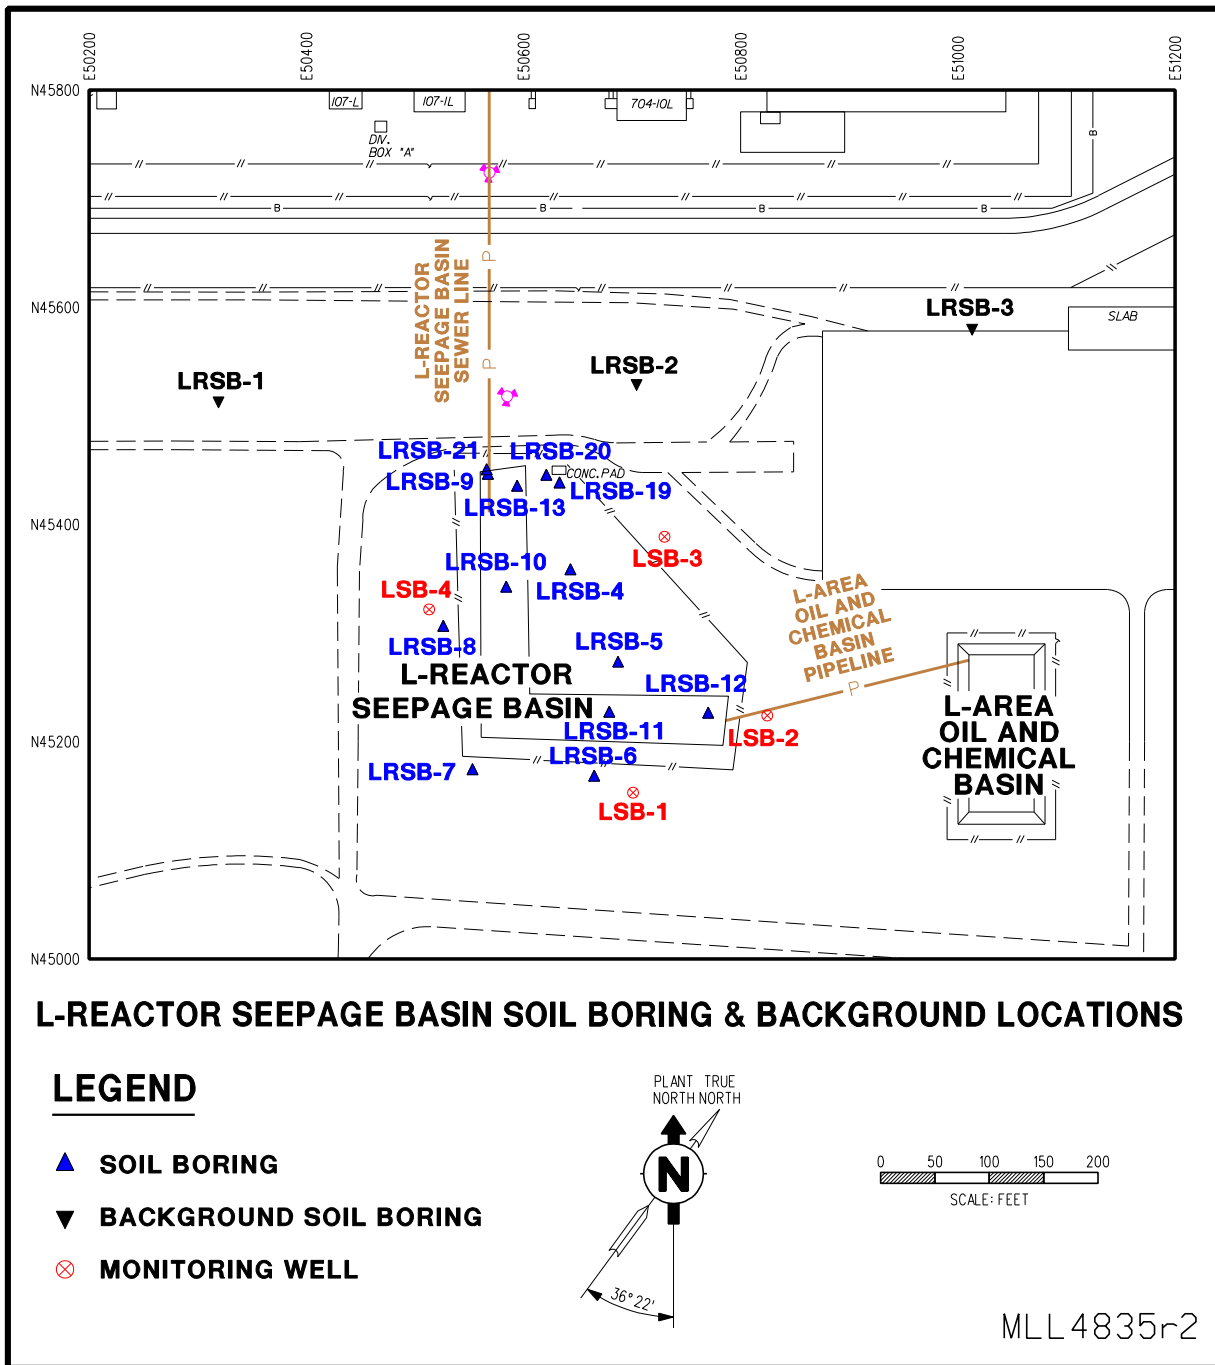 E50200
E50400
E50600
E50800
E51000
E51200
N45800
N45600
N45400
N45200
N45000
107-L
107-1L
704-10L
DIV.
BOX "A"
B
B
B
B
B
L-REACTOR
SEEPAGE BASIN
SEWER LINE
P
P
LRSB-1
LRSB-2
LRSB-3
SLAB
LRSB-21
LRSB-20
LRSB-9
CONC.PAD
LRSB-19
LRSB-13
LRSB-10
LSB-3
LSB-4
LRSB-4
L-AREA
OIL AND
CHEMICAL
BASIN
PIPELINE
P
LRSB-8
LRSB-5
L-REACTOR
SEEPAGE BASIN
LRSB-12
LRSB-11
LSB-2
L-AREA
OIL AND
CHEMICAL
BASIN
LRSB-6
LRSB-7
LSB-1
L-REACTOR SEEPAGE BASIN SOIL BORING & BACKGROUND LOCATIONS
LEGEND
SOIL BORING
BACKGROUND SOIL BORING
MONITORING WELL
PLANT NORTH
TRUE NORTH
N
36°22'
0 50 100 150 200
SCALE: FEET
MLL4835r2